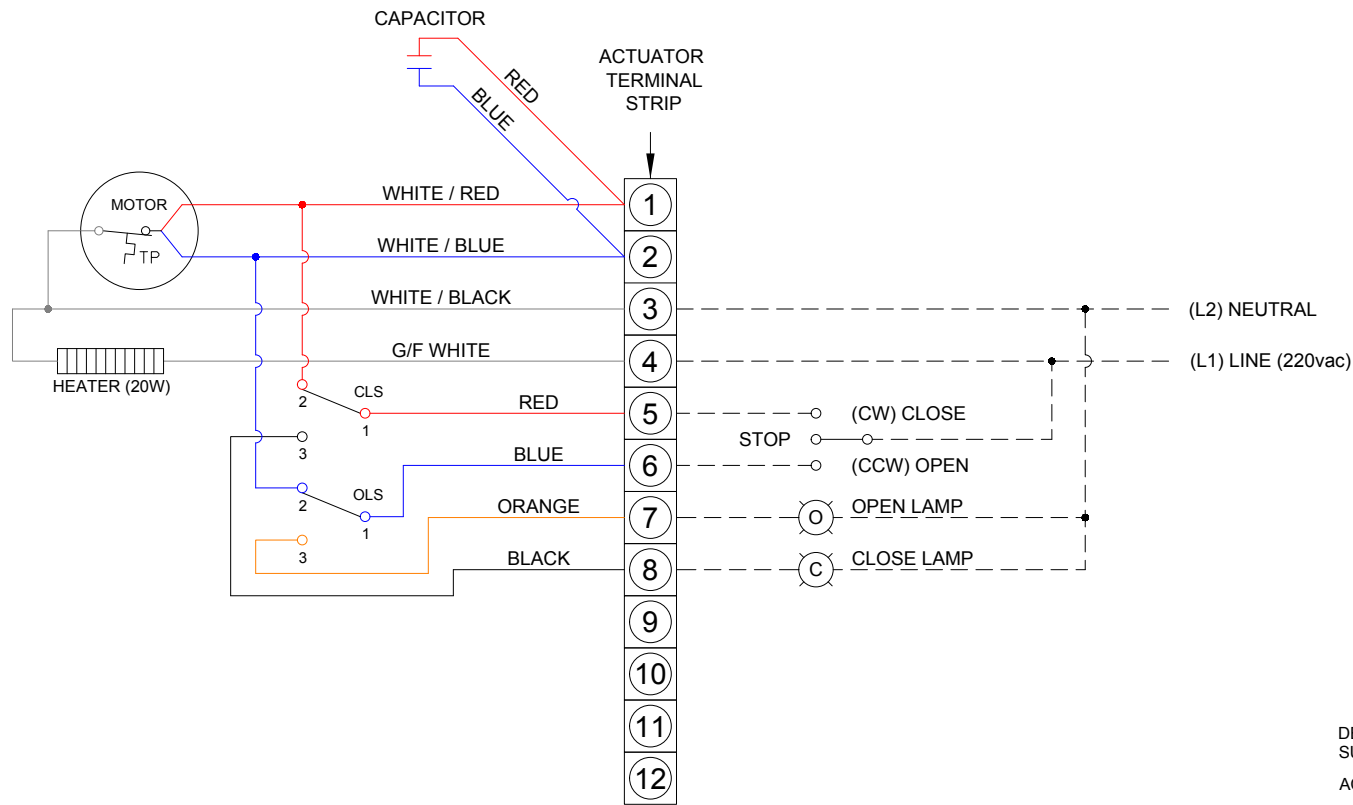 CAPACITOR
ACTUATOR
TERMINAL
STRIP
RED
BLUE
MOTOR
TP
WHITE / RED
1
WHITE / BLUE
2
WHITE / BLACK
3
(L2) NEUTRAL
G/F WHITE
4
(L1) LINE (220vac)
HEATER (20W)
2
CLS
1
3
RED
5
(CW) CLOSE
STOP
BLUE
6
(CCW) OPEN
2
OLS
1
3
ORANGE
7
O
OPEN LAMP
BLACK
8
C
CLOSE LAMP
9
10
11
12